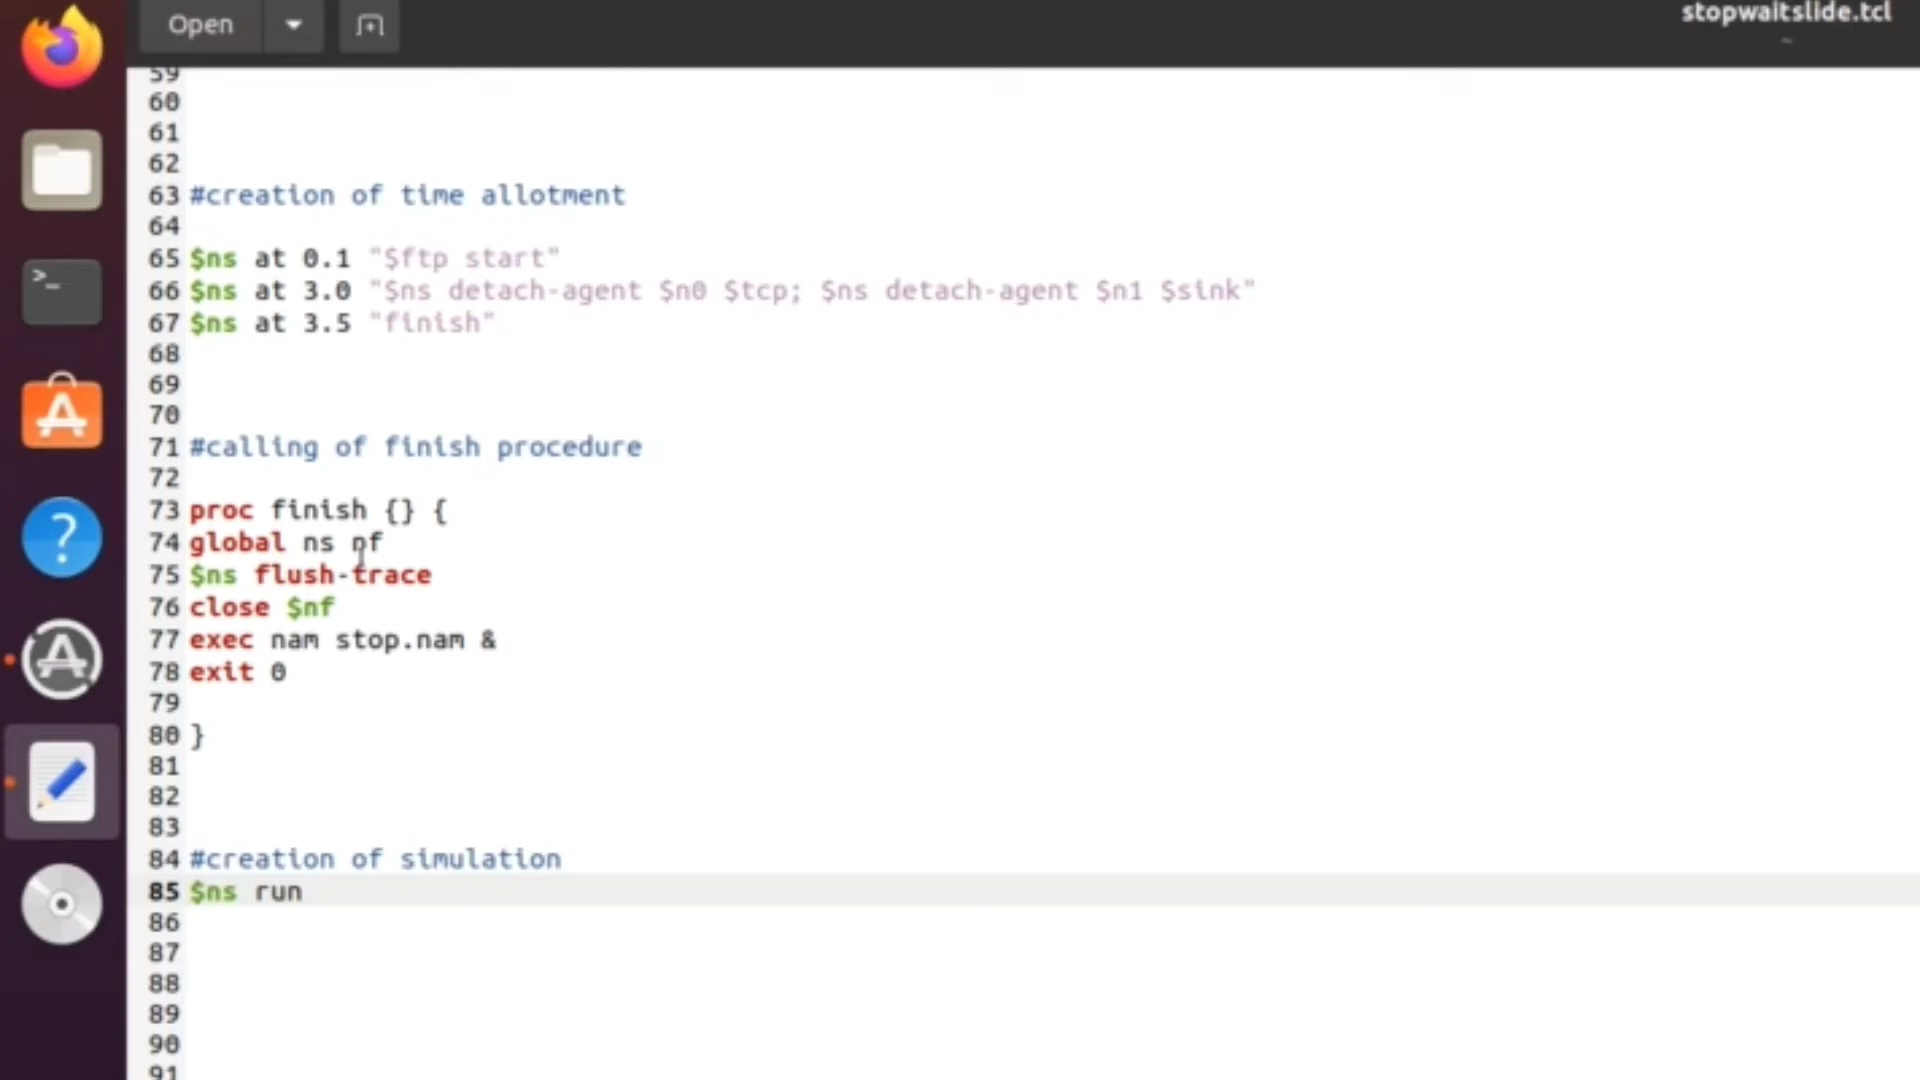 Open
stopwaitslide.tcl
59
60
61
62
63 #creation of time allotment
64
65 $ns at 0.1 "$ftp start"
66 $ns at 3.0 "$ns detach-agent $n0 $tcp; $ns detach-agent $n1 $sink"
67 $ns at 3.5 "finish"
68
69
70
71 #calling of finish procedure
72
73 proc finish {} {
74 global ns nf
75 $ns flush-trace
76 close $nf
77 exec nam stop.nam &
78 exit 0
79
80 }
81
82
83
84 #creation of simulation
85 $ns run
86
87
88
89
90
91